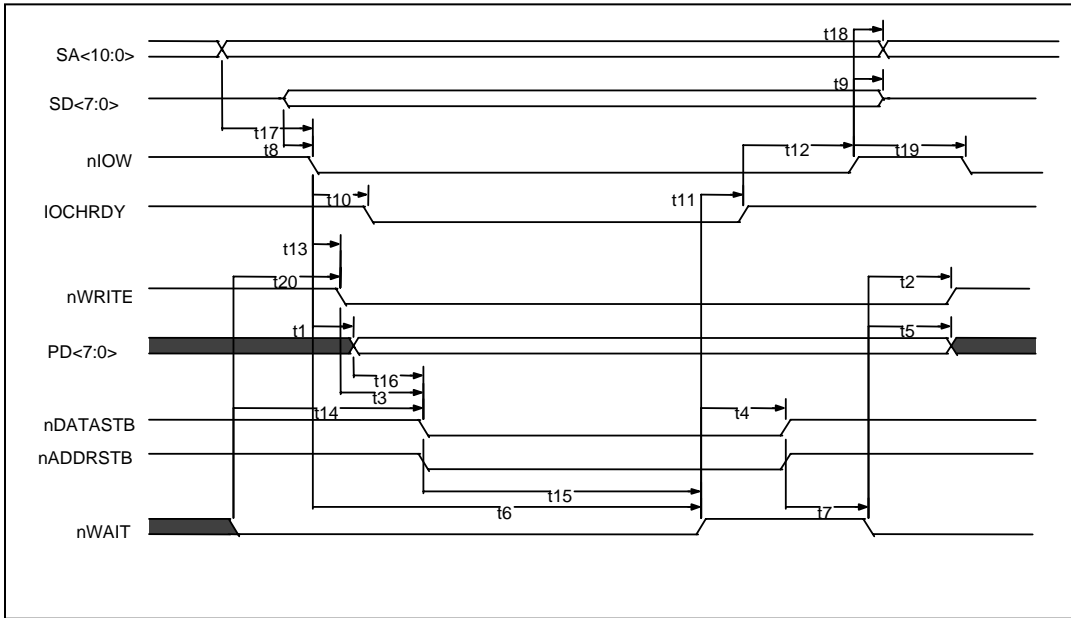 t18
SA<10:0>
t9
SD<7:0>
t17
t8
t12
t19
nIOW
t10
t11
IOCHRDY
t13
t20
t2
nWRITE
t1
t5
PD<7:0>
t16
t3
t14
t4
nDATASTB
nADDRSTB
t15
t6
t7
nWAIT